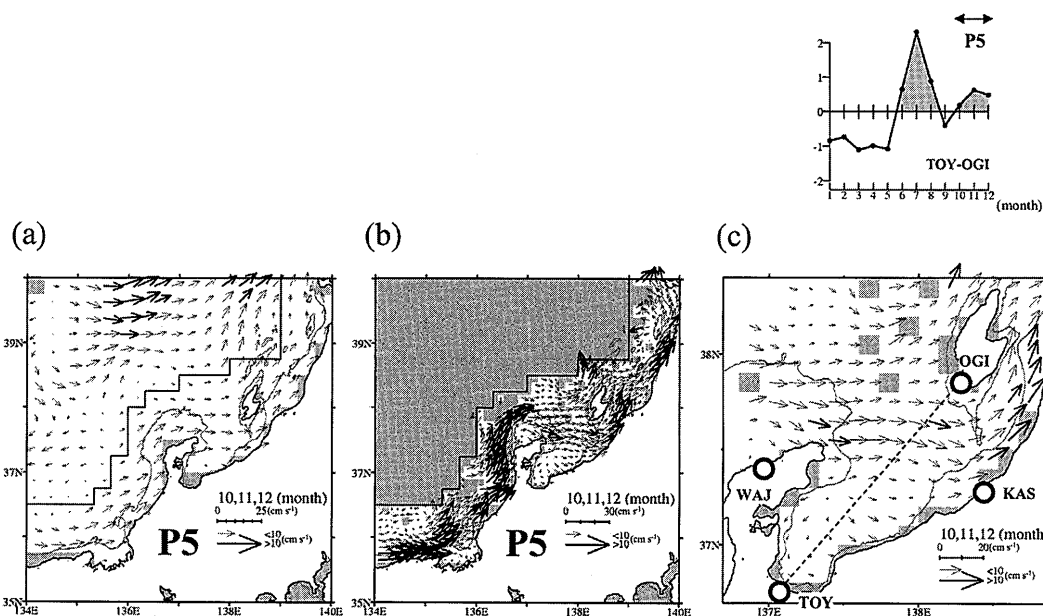 P5
2
1
0
-1
-2
TOY-OGI
1 2 3 4 5 6 7 8 9 10 11 12
(month)
(a)
(b)
(c)
39N
37N
35N
134E 136E 138E 140E
10,11,12 (month)
0 25(cm s-1)
<10
>10(cm s-1)
P5
39N
37N
35N
134E 136E 138E 140E
10,11,12 (month)
0 30(cm s-1)
<10
>10(cm s-1)
P5
38N
37N
137E 138E
OGI
WAJ
KAS
TOY
10,11,12 (month)
0 20(cm s-1)
<10
>10(cm s-1)